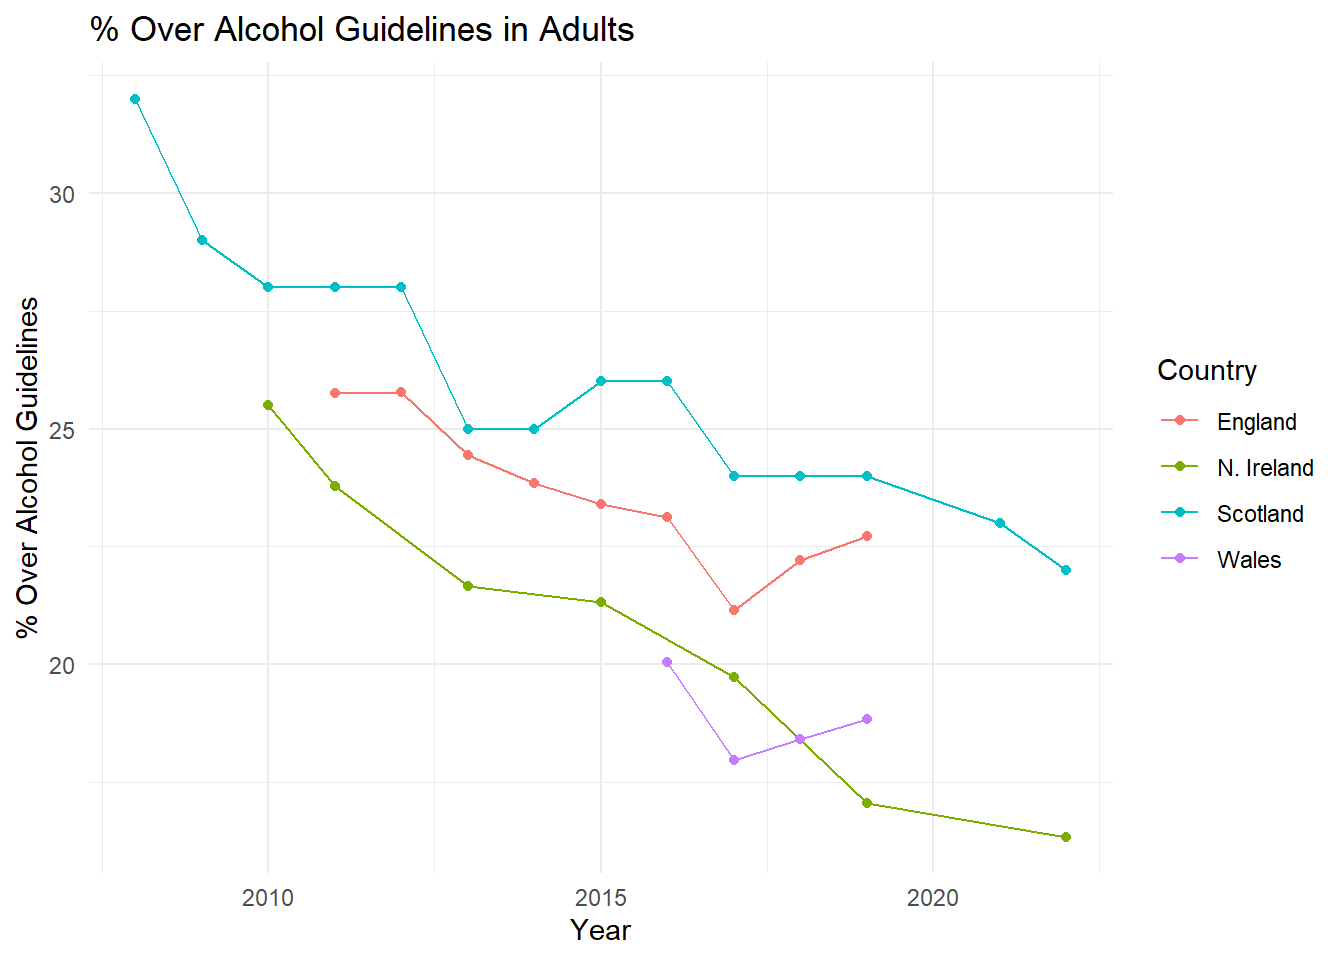 % Over Alcohol Guidelines in Adults
% Over Alcohol Guidelines
30
25
20
2010
2015
2020
Year
Country
England
N. Ireland
Scotland
Wales